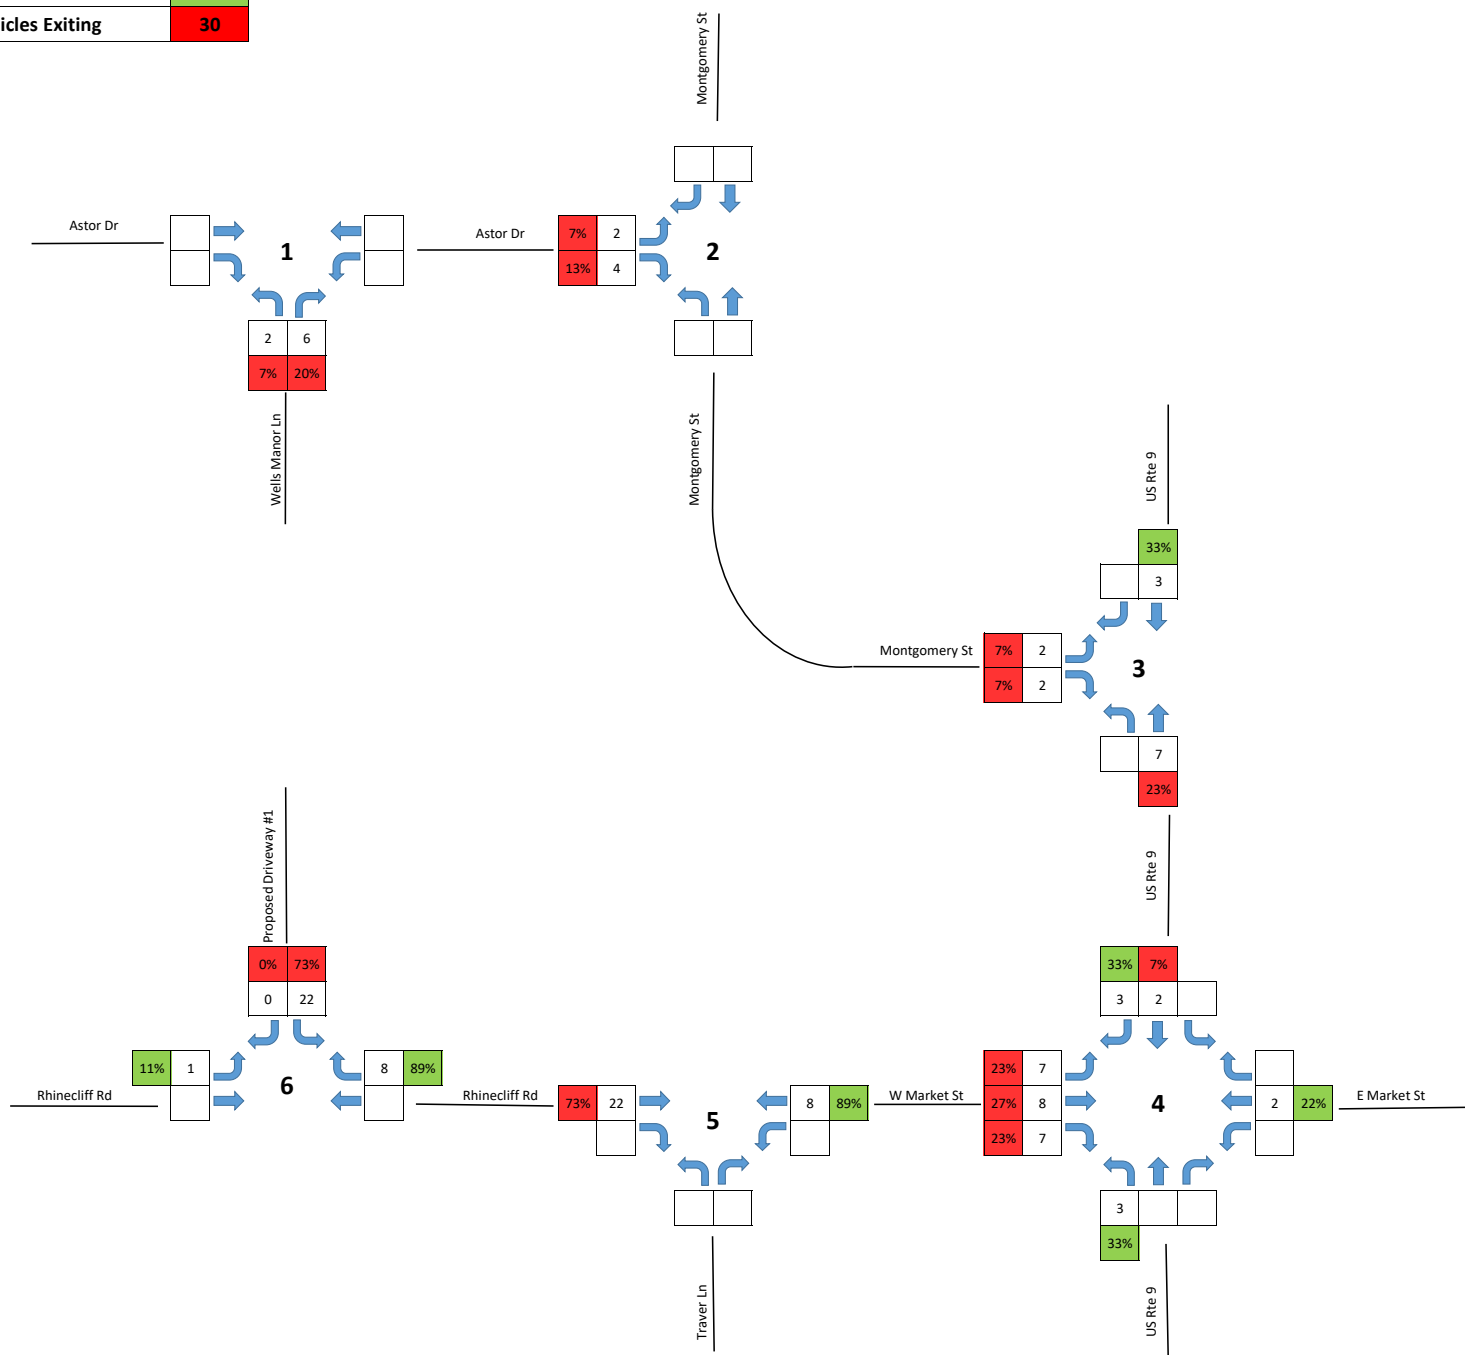 icles Exiting 30
Montgomery St
Astor Dr
1
2 6
7% 20%
Wells Manor Ln
Astor Dr
7% 2
13% 4
2
Montgomery St
US Rte 9
33%
3
Montgomery St
7% 2
7% 2
3
7
23%
US Rte 9
Proposed Driveway #1
0% 73%
0 22
11% 1
8 89%
6
Rhinecliff Rd
Rhinecliff Rd
73% 22
5
8 89%
Traver Ln
W Market St
33% 7%
3 2
23% 7
27% 8
23% 7
4
2 22%
E Market St
3
33%
US Rte 9